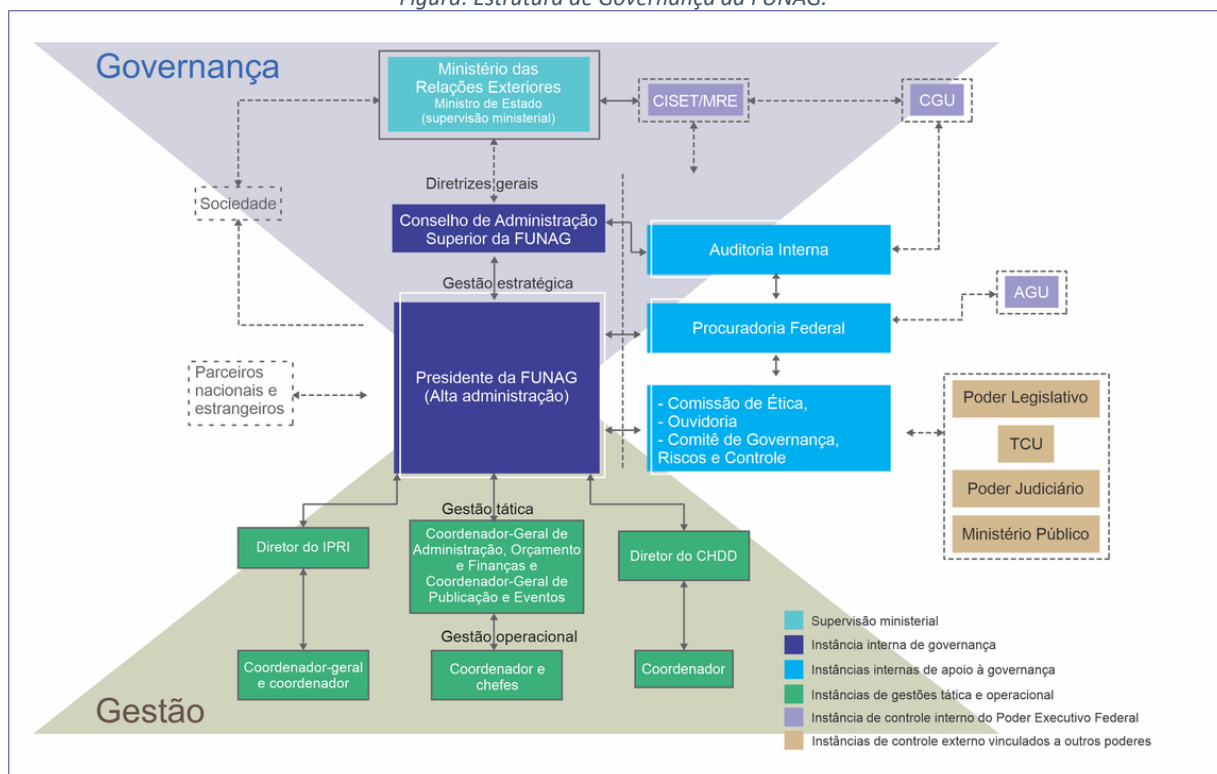 Figura: Estrutura de Governança da FUNAG.
Governança
Ministério das
Relações Exteriores
Ministro de Estado
(supervisão ministerial)
CISET/MRE
CGU
Diretrizes gerais
Sociedade
Conselho de Administração
Superior da FUNAG
Auditoria Interna
Gestão estratégica
AGU
Procuradoria Federal
Parceiros
nacionais e
estrangeiros
Presidente da FUNAG
(Alta administração)
- Comissão de Ética,
- Ouvidoria
- Comitê de Governança,
Riscos e Controle
Poder Legislativo
TCU
Poder Judiciário
Ministério Público
Gestão tática
Diretor do IPRI
Coordenador-Geral de
Administração, Orçamento
e Finanças e
Coordenador-Geral de
Publicação e Eventos
Diretor do CHDD
Gestão operacional
Coordenador-geral
e coordenador
Coordenador e
chefes
Coordenador
Gestão
Supervisão ministerial
Instância interna de governança
Instâncias internas de apoio à governança
Instâncias de gestões tática e operacional
Instância de controle interno do Poder Executivo Federal
Instâncias de controle externo vinculados a outros poderes